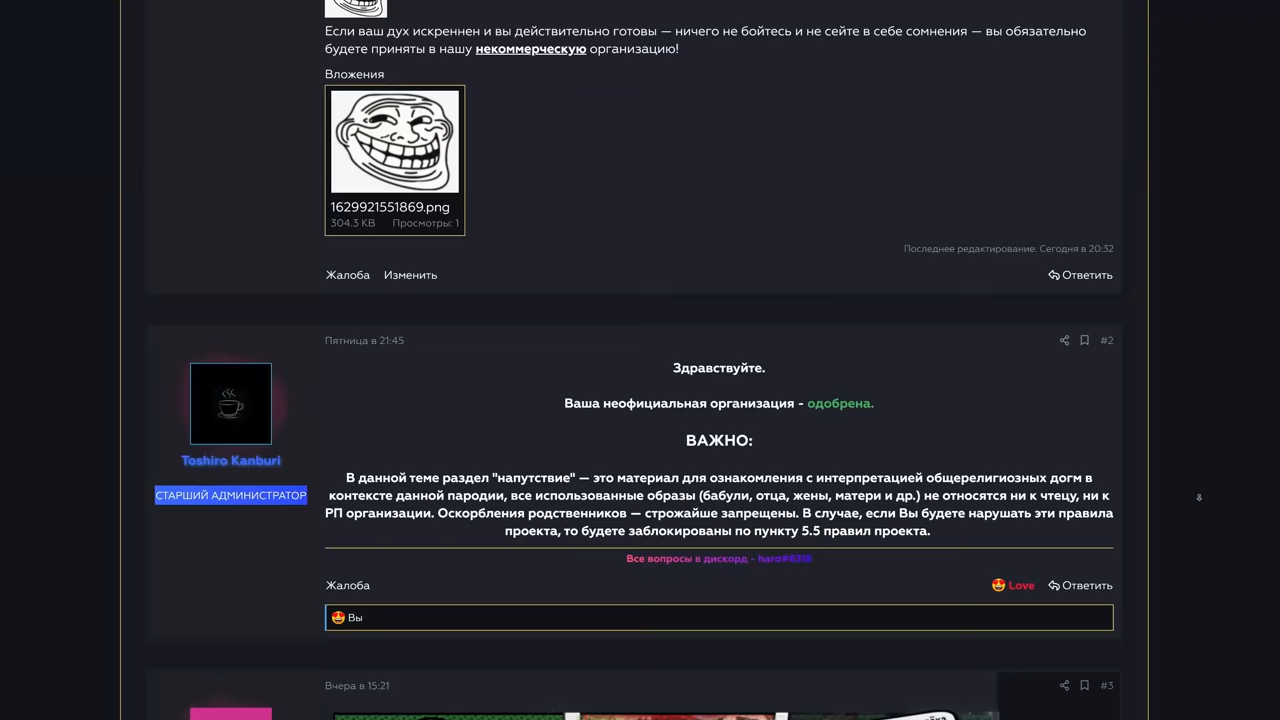 Если ваш дух искреннен и вы действительно готовы — ничего не бойтесь и не сейте в себе сомнения — вы обязательно
будете приняты в нашу некоммерческую организацию!
Вложения
1629921551869.png
304.3 KB Просмотры: 1
Последнее редактирование: Сегодня в 20:32
Жалоба Изменить
Ответить
Пятница в 21:45
#2
Здравствуйте.
Ваша неофициальная организация - одобрена.
ВАЖНО:
Toshiro Kanburi
СТАРШИЙ АДМИНИСТРАТОР
В данной теме раздел "напутствие" — это материал для ознакомления с интерпретацией общерелигиозных догм в
контексте данной пародии, все использованные образы (бабули, отца, жены, матери и др.) не относятся ни к чтецу, ни к
РП организации. Оскорбления родственников — строжайше запрещены. В случае, если Вы будете нарушать эти правила
проекта, то будете заблокированы по пункту 5.5 правил проекта.
Все вопросы в дискорд -
Жалоба
Love Ответить
Вы
Вчера в 15:21
#3